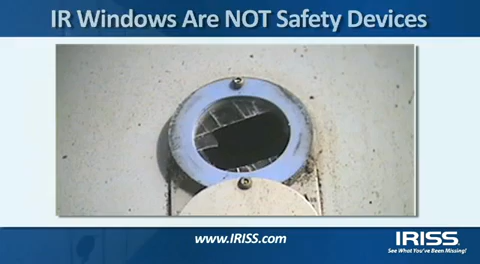 IR Windows Are NOT Safety Devices
www.IRISS.com
IRISS
See What You've Been Missing!